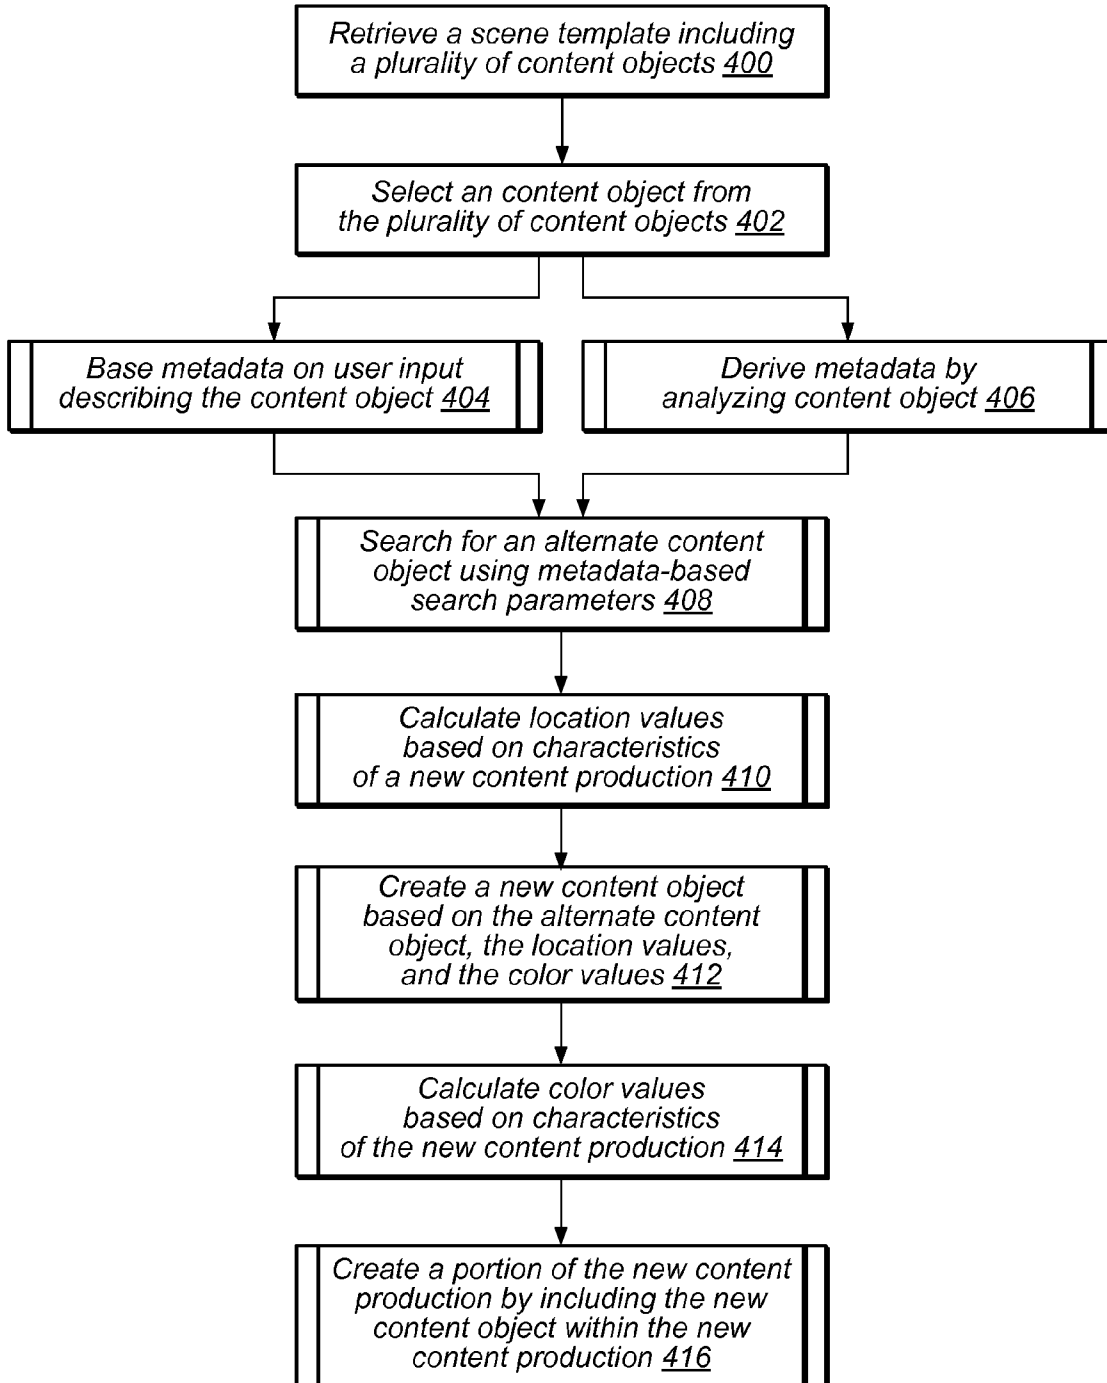 Retrieve a scene template including
a plurality of content objects 400
Select an content object from
the plurality of content objects 402
Base metadata on user input
describing the content object 404
Derive metadata by
analyzing content object 406
Search for an alternate content
object using metadata-based
search parameters 408
Calculate location values
based on characteristics
of a new content production 410
Create a new content object
based on the alternate content
object, the location values,
and the color values 412
Calculate color values
based on characteristics
of the new content production 414
Create a portion of the new content
production by including the new
content object within the new
content production 416